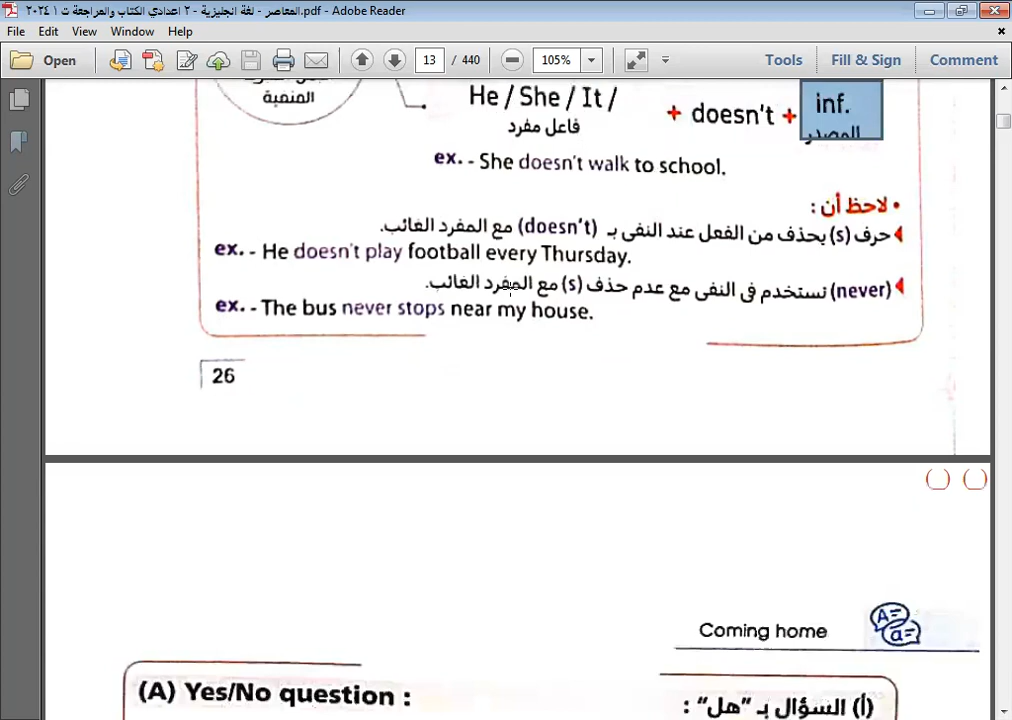 المعاصر - لغة انجليزية - ٢ اعدادي الكتاب والمراجعة ت ١ ٢٠٢٤.pdf - Adobe Reader
File Edit View Window Help
Open 13 / 440 105% Tools Fill & Sign Comment
المنفية
He / She / It /
فاعل مفرد
+ doesn't + inf.
المصدر
ex. - She doesn't walk to school.
• لاحظ أن :
حرف (s) يحذف من الفعل عند النفى بـ (doesn't) مع المفرد الغائب.
ex. - He doesn't play football every Thursday.
(never) تستخدم فى النفى مع عدم حذف (s) مع المفرد الغائب.
ex. - The bus never stops near my house.
26
Coming home
A= a=
(A) Yes/No question :
(أ) السؤال بـ "هل" :